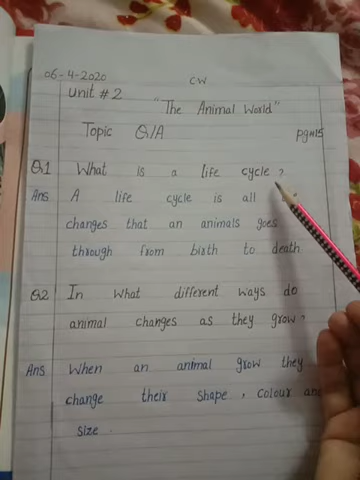 06-4-2020
CW
Unit # 2
"The Animal World"
Topic Q/A
Pg#15
Q1 What is a life cycle ?
Ans A life cycle is all
changes that an animals goes
through from birth to death
Q2 In what different ways do
animal changes as they grow?
Ans When an animal grow they
change their shape , colour and
size .